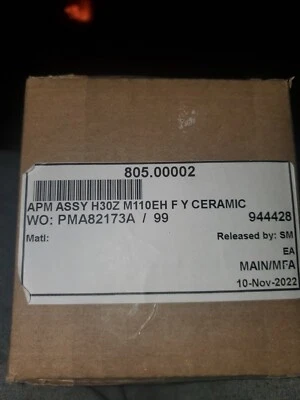 805.00002
APM ASSY H30Z M110EH F Y CERAMIC
WO: PMA82173A / 99 944428
Matl: Released by: SM
EA
MAIN/MFA
10-Nov-2022